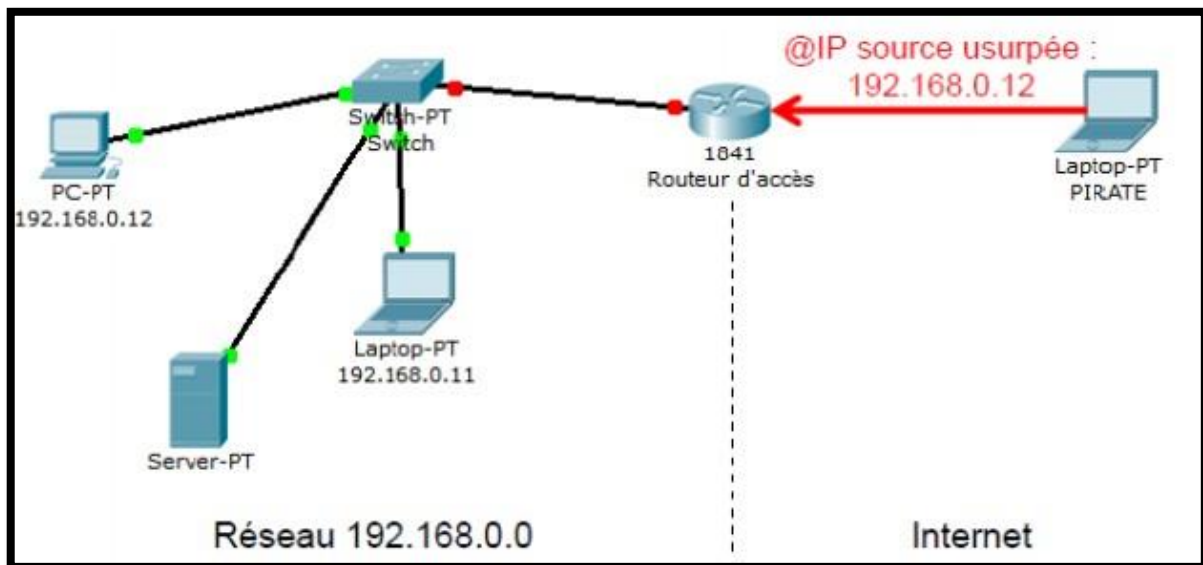 @IP source usurpée :
192.168.0.12
Switch-PT
Switch
1841
Routeur d'accès
Laptop-PT
PIRATE
PC-PT
192.168.0.12
Laptop-PT
192.168.0.11
Server-PT
Réseau 192.168.0.0
Internet